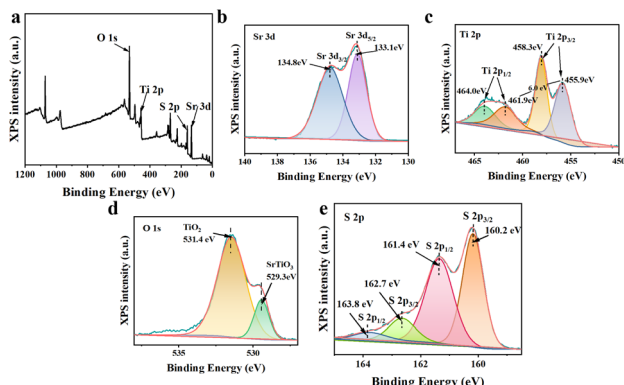 a
O 1s
Ti 2p
S 2p
Sr 3d
XPS intensity (a.u.)
1200 1000 800 600 400 200 0
Binding Energy (eV)
b
Sr 3d
Sr 3d3/2
134.8eV
Sr 3d5/2
133.1eV
XPS intensity (a.u.)
140 138 136 134 132 130
Binding Energy (eV)
c
Ti 2p
458.3eV
Ti 2p3/2
Ti 2p1/2
464.0eV
461.9eV
6.0 eV
455.9eV
XPS intensity (a.u.)
465 460 455 450
Binding Energy (eV)
d
O 1s
TiO2
531.4 eV
SrTiO3
529.3eV
XPS intensity (a.u.)
535 530
Binding Energy (eV)
e
S 2p
S 2p3/2
160.2 eV
S 2p1/2
161.4 eV
162.7 eV
S 2p3/2
163.8 eV
S 2p1/2
XPS intensity (a.u.)
164 162 160
Binding Energy (eV)